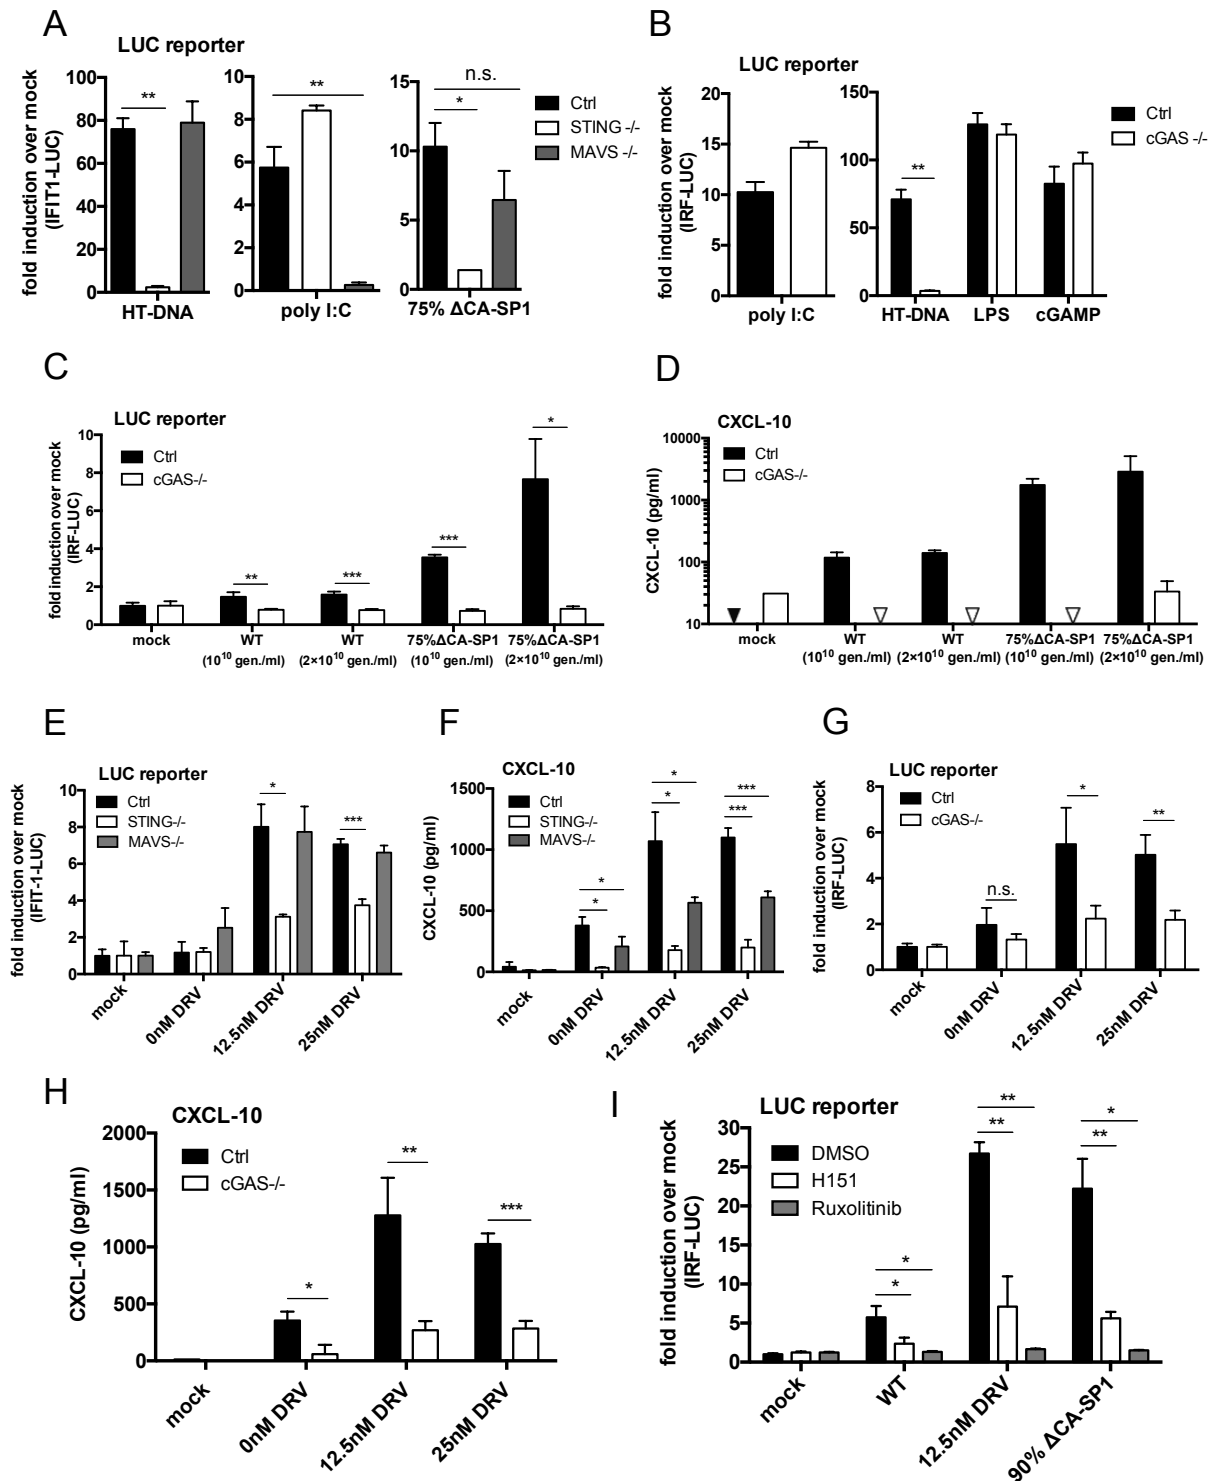 A
LUC reporter
fold induction over mock
(IFIT1-LUC)
100
80
60
40
20
0
**
HT-DNA
10
8
6
4
2
0
**
poly I:C
15
10
5
0
n.s.
*
75% ΔCA-SP1
Ctrl
STING -/-
MAVS -/-
B
LUC reporter
fold induction over mock
(IRF-LUC)
20
15
10
5
0
poly I:C
150
100
50
0
**
HT-DNA LPS cGAMP
Ctrl
cGAS -/-
C
LUC reporter
Ctrl
cGAS-/-
fold induction over mock
(IRF-LUC)
10
8
6
4
2
0
** *** *** *
mock WT WT 75%ΔCA-SP1 75%ΔCA-SP1
(10¹⁰ gen./ml) (2×10¹⁰ gen./ml) (10¹⁰ gen./ml) (2×10¹⁰ gen./ml)
D
CXCL-10
Ctrl
cGAS-/-
CXCL-10 (pg/ml)
10000
1000
100
10
mock WT WT 75%ΔCA-SP1 75%ΔCA-SP1
(10¹⁰ gen./ml) (2×10¹⁰ gen./ml) (10¹⁰ gen./ml) (2×10¹⁰ gen./ml)
E
LUC reporter
Ctrl
STING-/-
MAVS-/-
fold induction over mock
(IFIT-1-LUC)
10
8
6
4
2
0
* ***
mock
0nM DRV
12.5nM DRV
25nM DRV
F
CXCL-10
Ctrl
STING-/-
MAVS-/-
CXCL-10 (pg/ml)
1500
1000
500
0
*
*
*
*
***
***
mock
0nM DRV
12.5nM DRV
25nM DRV
G
LUC reporter
Ctrl
cGAS-/-
fold induction over mock
(IRF-LUC)
8
6
4
2
0
n.s. * **
mock
0nM DRV
12.5nM DRV
25nM DRV
H
CXCL-10
Ctrl
cGAS-/-
CXCL-10 (pg/ml)
2000
1500
1000
500
0
* ** ***
mock
0nM DRV
12.5nM DRV
25nM DRV
I
LUC reporter
DMSO
H151
Ruxolitinib
fold induction over mock
(IRF-LUC)
30
25
20
15
10
5
0
*
*
**
**
*
**
mock
WT
12.5nM DRV
90% ΔCA-SP1